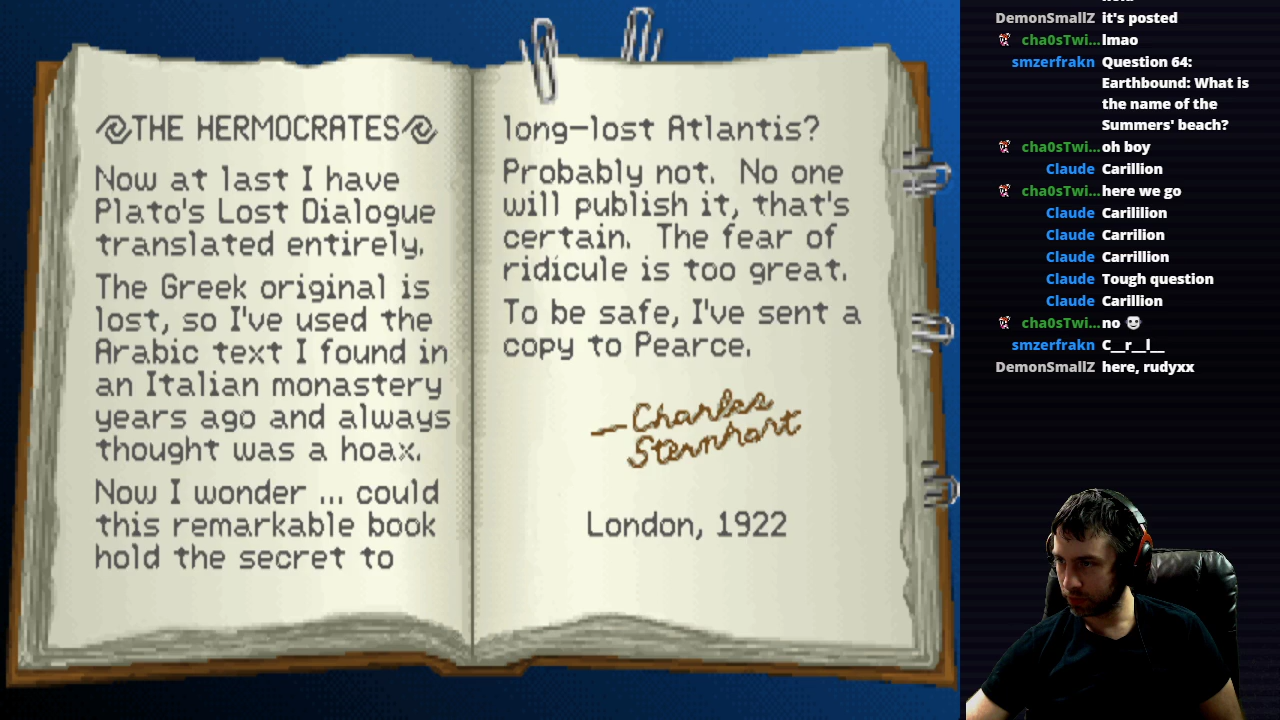 THE HERMOCRATES
Now at last I have
Plato's Lost Dialogue
translated entirely.
The Greek original is
lost, so I've used the
Arabic text I found in
an Italian monastery
years ago and always
thought was a hoax.
Now I wonder ... could
this remarkable book
hold the secret to
long-lost Atlantis?
Probably not. No one
will publish it, that's
certain. The fear of
ridicule is too great.
To be safe, I've sent a
copy to Pearce.
—Charles
Sternhart
London, 1922
DemonSmallZ it's posted
cha0sTwi... lmao
smzerfrakn Question 64:
Earthbound: What is
the name of the
Summers' beach?
cha0sTwi... oh boy
Claude Carillion
cha0sTwi... here we go
Claude Carililion
Claude Carrilion
Claude Carrillion
Claude Tough question
Claude Carillion
cha0sTwi... no
smzerfrakn C__r__l__
DemonSmallZ here, rudyxx